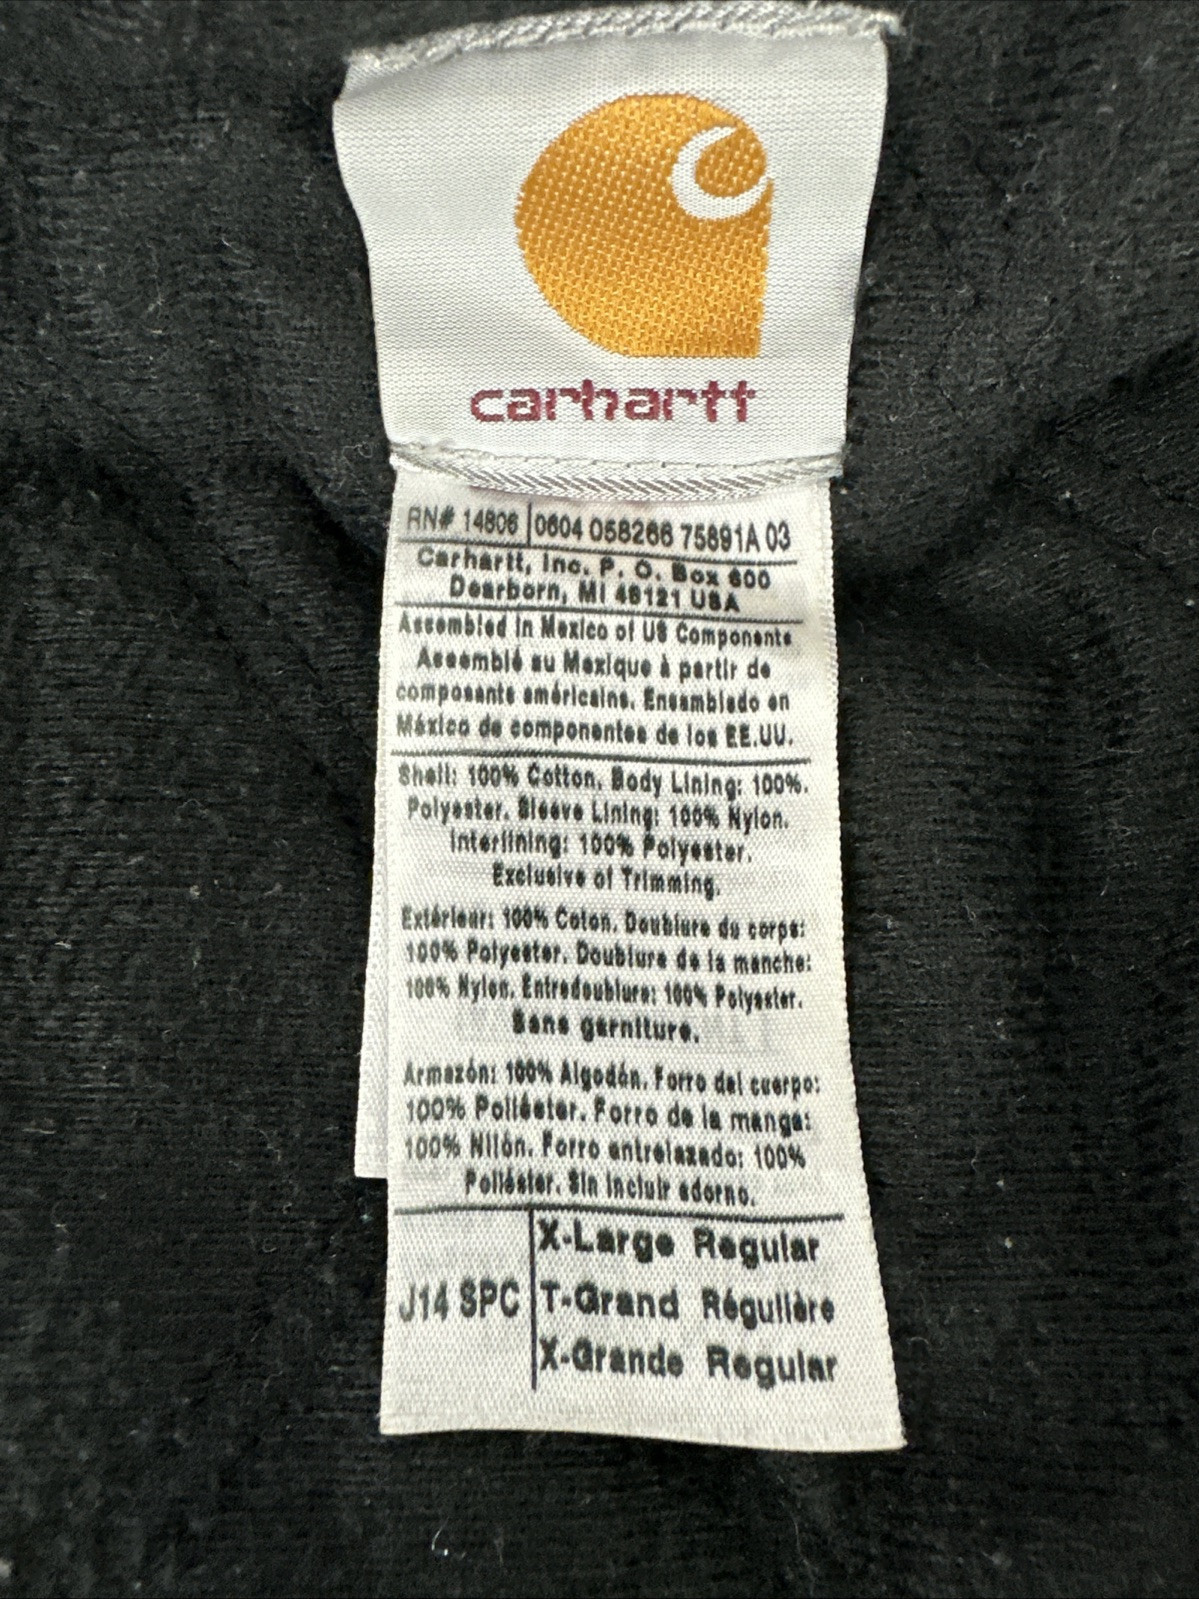 carhartt
RN# 14806 0604 058266 75891A 03
Carhartt, Inc. P. O. Box 600
Dearborn, MI 48121 USA
Assembled in Mexico of US Components
Assemblé au Mexique à partir de
composants américains. Ensamblado en
México de componentes de los EE.UU.
Shell: 100% Cotton. Body Lining: 100%.
Polyester. Sleeve Lining: 100% Nylon.
Interlining: 100% Polyester.
Exclusive of Trimming.
Extérieur: 100% Coton. Doublure du corps:
100% Polyester. Doublure de la manche:
100% Nylon. Entredoublure: 100% Polyester.
Sans garniture.
Armazón: 100% Algodón. Forro del cuerpo:
100% Poliéster. Forro de la manga:
100% Nilón. Forro entrelazado: 100%
Poliéster. Sin incluir adorno.
X-Large Regular
J14 SPC T-Grand Régulière
X-Grande Regular